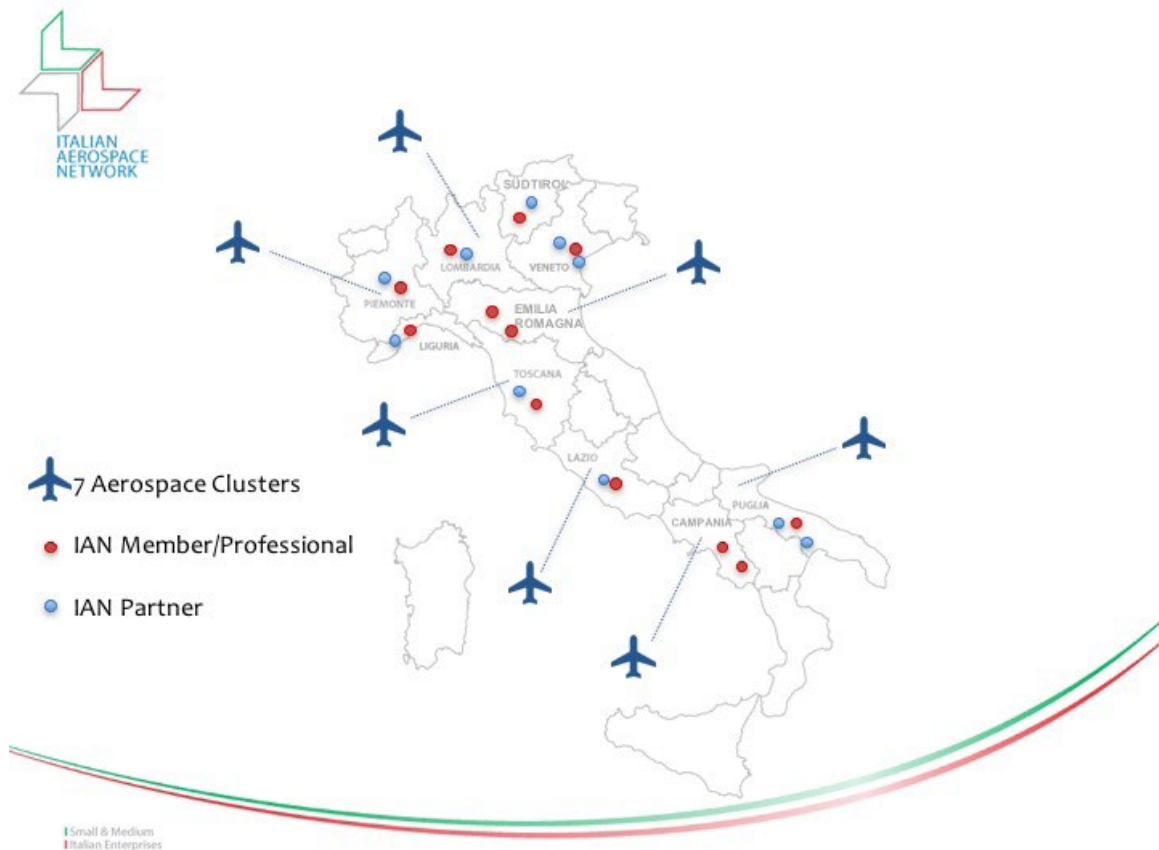 ITALIAN
AEROSPACE
NETWORK
SÜDTIROL
LOMBARDIA
VENETO
PIEMONTE
EMILIA
ROMAGNA
LIGURIA
TOSCANA
LAZIO
PUGLIA
CAMPANIA
7 Aerospace Clusters
IAN Member/Professional
IAN Partner
Small & Medium
Italian Enterprises